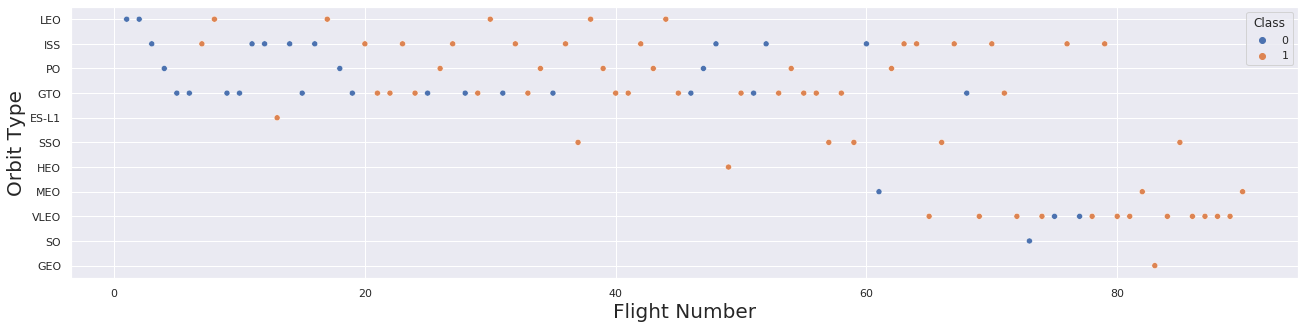 Orbit Type
LEO
ISS
PO
GTO
ES-L1
SSO
HEO
MEO
VLEO
SO
GEO
Class
0
1
0
20
40
60
80
Flight Number